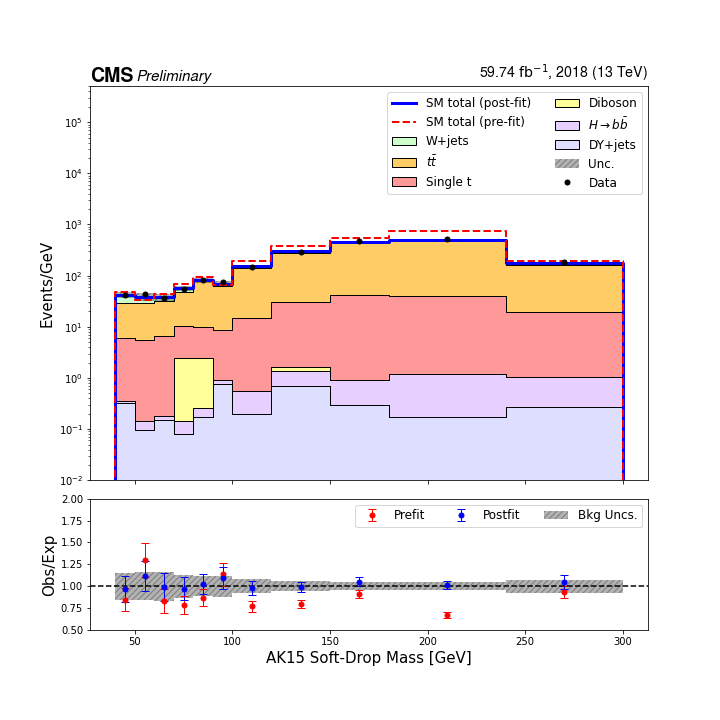 CMS Preliminary
59.74 fb⁻¹, 2018 (13 TeV)
SM total (post-fit)
SM total (pre-fit)
W+jets
tt̄
Single t
Diboson
H→bb̄
DY+jets
Unc.
Data
Events/GeV
10⁵
10⁴
10³
10²
10¹
10⁰
10⁻¹
10⁻²
Prefit
Postfit
Bkg Uncs.
Obs/Exp
2.00
1.75
1.50
1.25
1.00
0.75
0.50
50 100 150 200 250 300
AK15 Soft-Drop Mass [GeV]